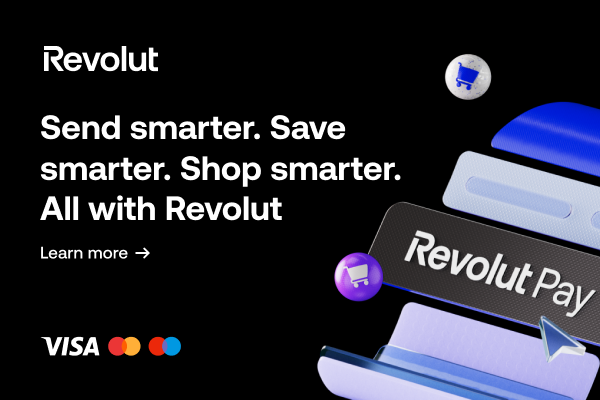 Revolut
Send smarter. Save
smarter. Shop smarter.
All with Revolut
Learn more →
Revolut Pay
VISA